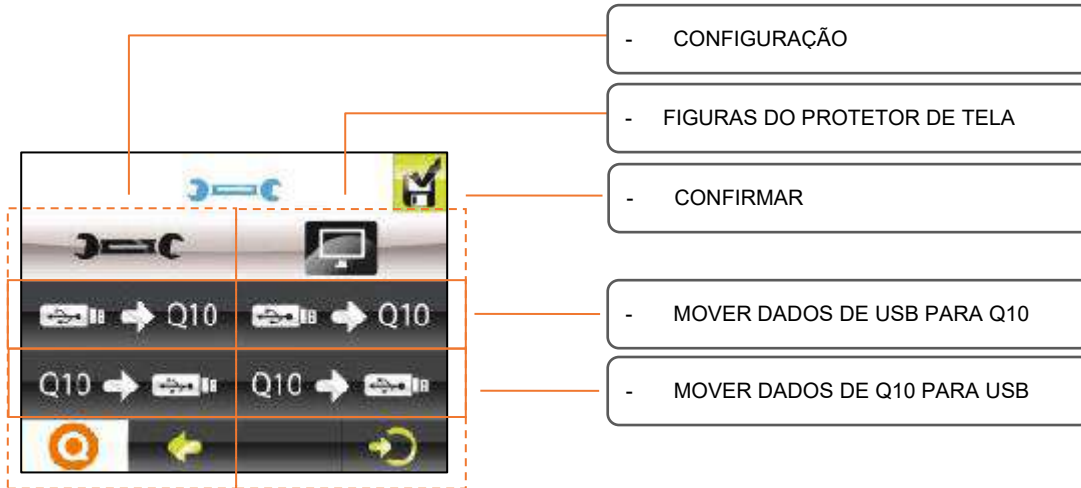 - CONFIGURAÇÃO
- FIGURAS DO PROTETOR DE TELA
- CONFIRMAR
Q10 Q10
- MOVER DADOS DE USB PARA Q10
Q10 Q10
- MOVER DADOS DE Q10 PARA USB